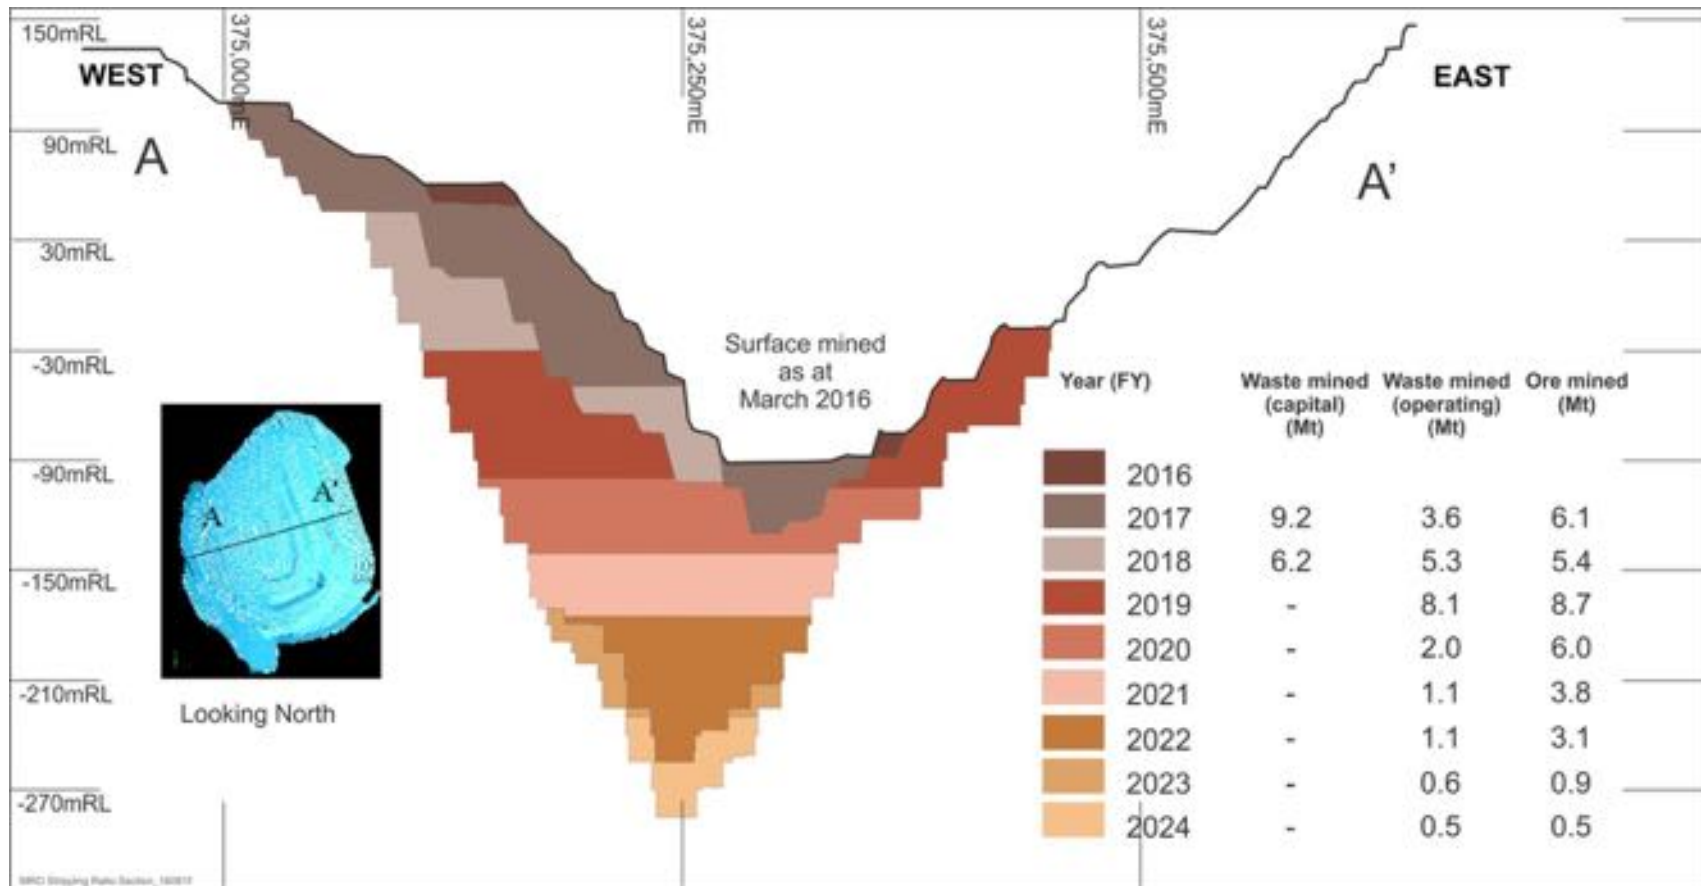 150mRL
WEST
375,000mE
375,250mE
375,500mE
EAST
90mRL
A
A'
30mRL
Surface mined
as at
March 2016
-30mRL
Year (FY) Waste mined (capital) (Mt) Waste mined (operating) (Mt) Ore mined (Mt)
-90mRL
2016
2017 9.2 3.6 6.1
2018 6.2 5.3 5.4
-150mRL
2019 - 8.1 8.7
2020 - 2.0 6.0
-210mRL
2021 - 1.1 3.8
2022 - 1.1 3.1
-270mRL
2023 - 0.6 0.9
2024 - 0.5 0.5
A
A'
Looking North